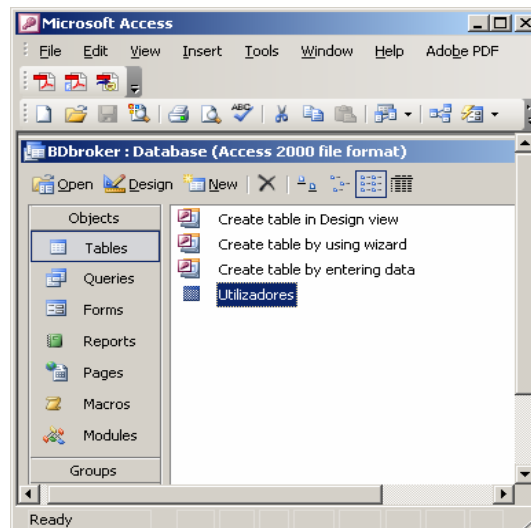 Microsoft Access
File Edit View Insert Tools Window Help Adobe PDF
BDbroker : Database (Access 2000 file format)
Open Design New
Objects
Tables
Queries
Forms
Reports
Pages
Macros
Modules
Groups
Create table in Design view
Create table by using wizard
Create table by entering data
Utilizadores
Ready